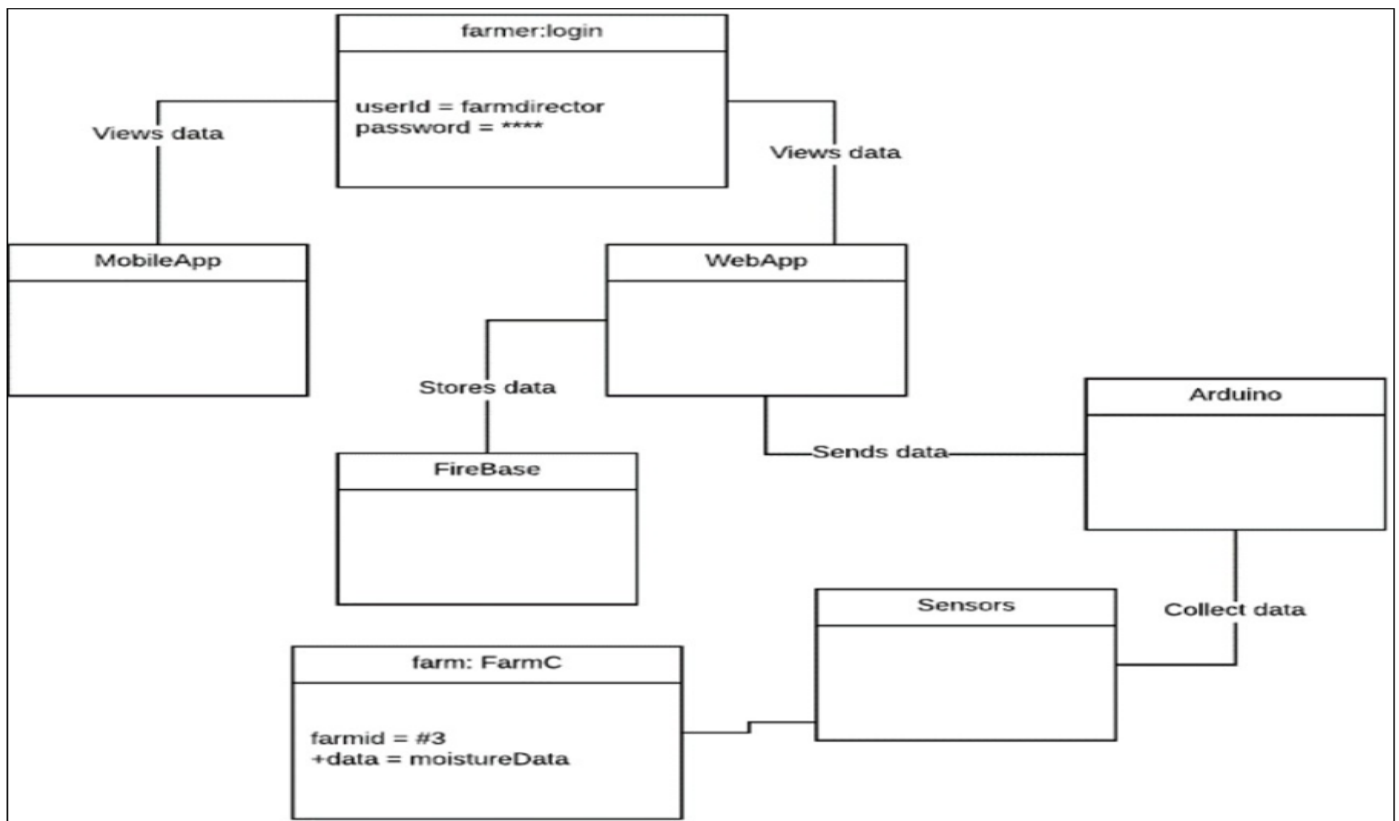 farmer:login
userId = farmdirector
password = ****
Views data
Views data
MobileApp
WebApp
Stores data
Arduino
Sends data
FireBase
Sensors
Collect data
farm: FarmC
farmid = #3
+data = moistureData